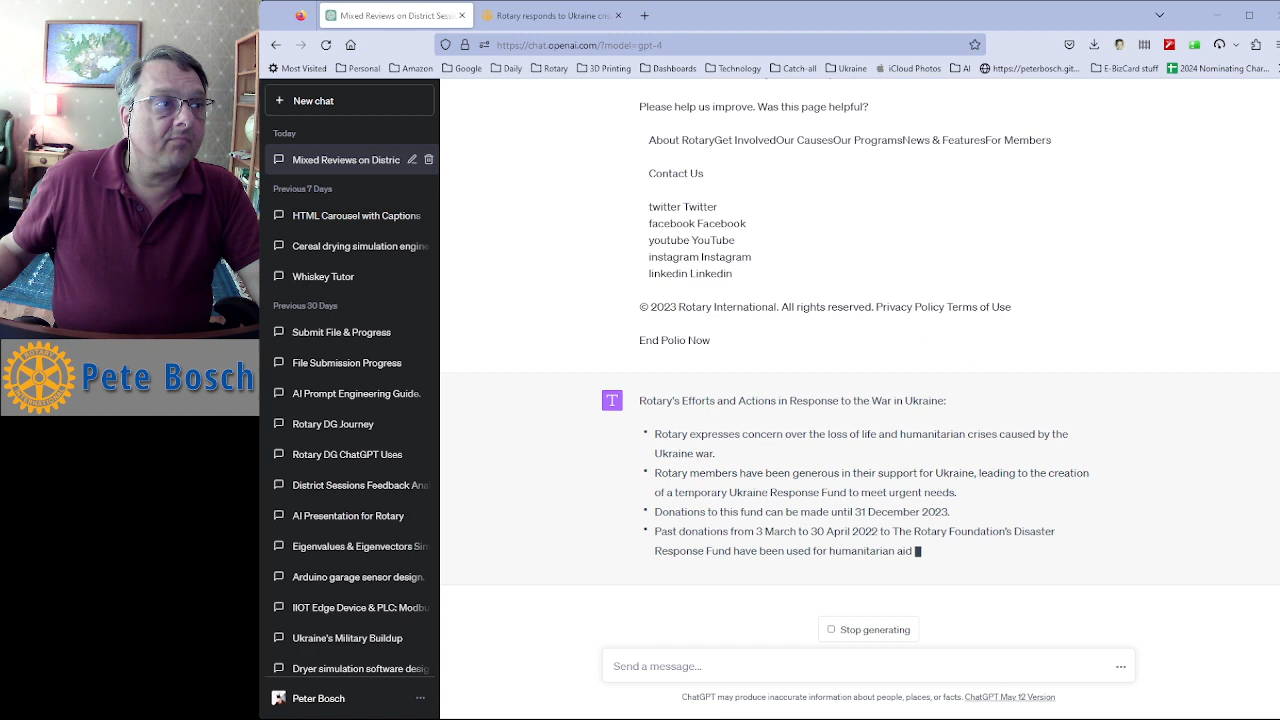 Mixed Reviews on District Sessi
Rotary responds to Ukraine cris
https://chat.openai.com/?model=gpt-4
Most Visited
Personal
Amazon
Google
Daily
Rotary
3D Printing
Dashboards
Technology
Catch all
Ukraine
iCloud Photos
AI
https://peterbosch.git...
E-BizCard stuff
2024 Nominating Char...
New chat
Today
Mixed Reviews on Distric
Previous 7 Days
HTML Carousel with Captions
Cereal drying simulation engine
Whiskey Tutor
Previous 30 Days
Submit File & Progress
File Submission Progress
AI Prompt Engineering Guide.
Rotary DG Journey
Rotary DG ChatGPT Uses
District Sessions Feedback Ana
AI Presentation for Rotary
Eigenvalues & Eigenvectors Sim
Arduino garage sensor design.
IIOT Edge Device & PLC: Modbu
Ukraine's Military Buildup
Dryer simulation software desig
Peter Bosch
Please help us improve. Was this page helpful?
About RotaryGet InvolvedOur CausesOur ProgramsNews & FeaturesFor Members
Contact Us
twitter Twitter
facebook Facebook
youtube YouTube
instagram Instagram
linkedin Linkedin
© 2023 Rotary International. All rights reserved. Privacy Policy Terms of Use
End Polio Now
T
Rotary's Efforts and Actions in Response to the War in Ukraine:
• Rotary expresses concern over the loss of life and humanitarian crises caused by the
Ukraine war.
• Rotary members have been generous in their support for Ukraine, leading to the creation
of a temporary Ukraine Response Fund to meet urgent needs.
• Donations to this fund can be made until 31 December 2023.
• Past donations from 3 March to 30 April 2022 to The Rotary Foundation's Disaster
Response Fund have been used for humanitarian aid
Stop generating
Send a message...
ChatGPT may produce inaccurate information about people, places, or facts. ChatGPT May 12 Version
ROTARY
INTERNATIONAL
Pete Bosch